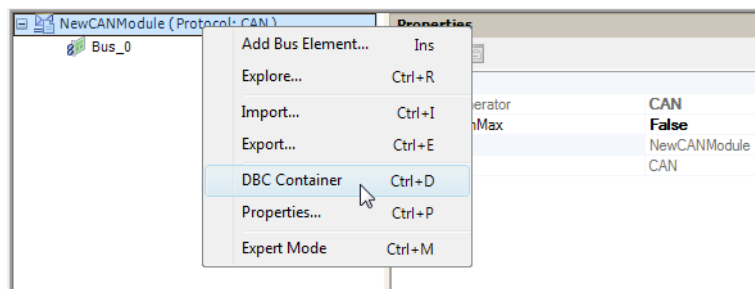 NewCANModule (Protocol: CAN )
Properties
Bus_0
Add Bus Element... Ins
Explore... Ctrl+R
Import... Ctrl+I
Export... Ctrl+E
DBC Container Ctrl+D
Properties... Ctrl+P
Expert Mode Ctrl+M
CAN
False
NewCANModule
CAN